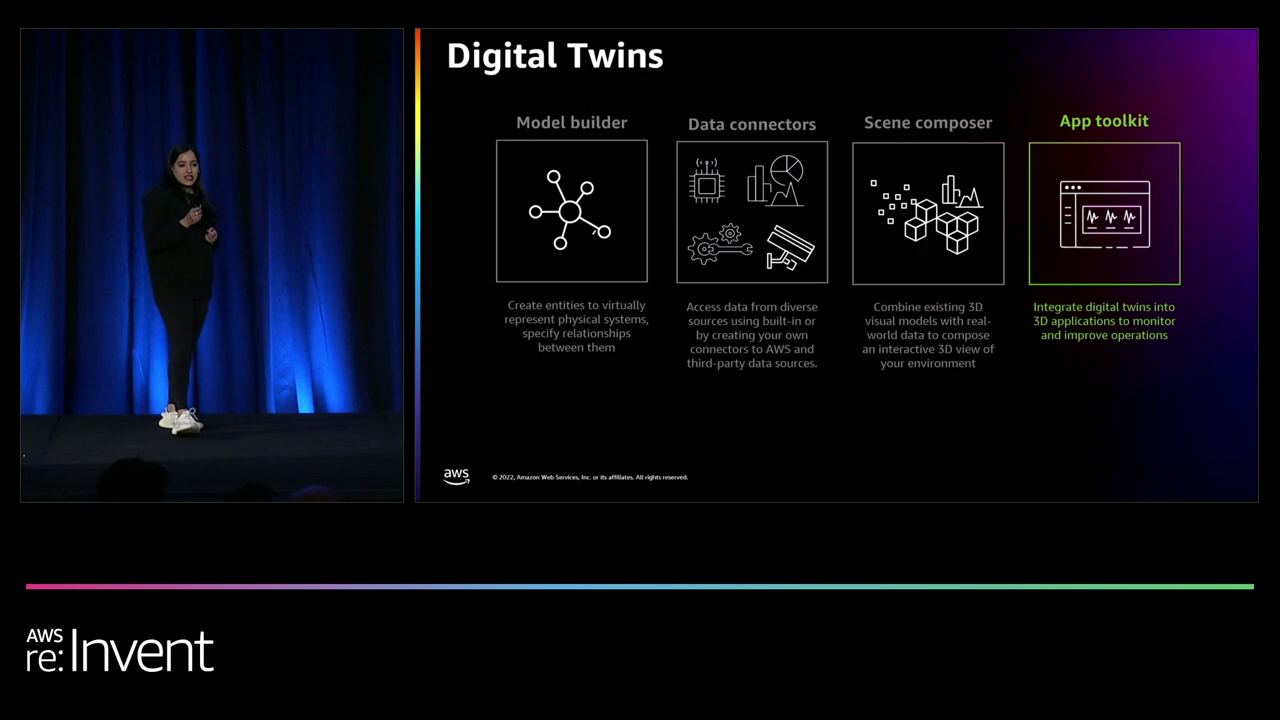 Digital Twins
Model builder
Create entities to virtually
represent physical systems,
specify relationships
between them
Data connectors
Access data from diverse
sources using built-in or
by creating your own
connectors to AWS and
third-party data sources.
Scene composer
Combine existing 3D
visual models with real-
world data to compose
an interactive 3D view of
your environment
App toolkit
Integrate digital twins into
3D applications to monitor
and improve operations
aws
© 2022, Amazon Web Services, Inc. or its affiliates. All rights reserved.
AWS
re:Invent